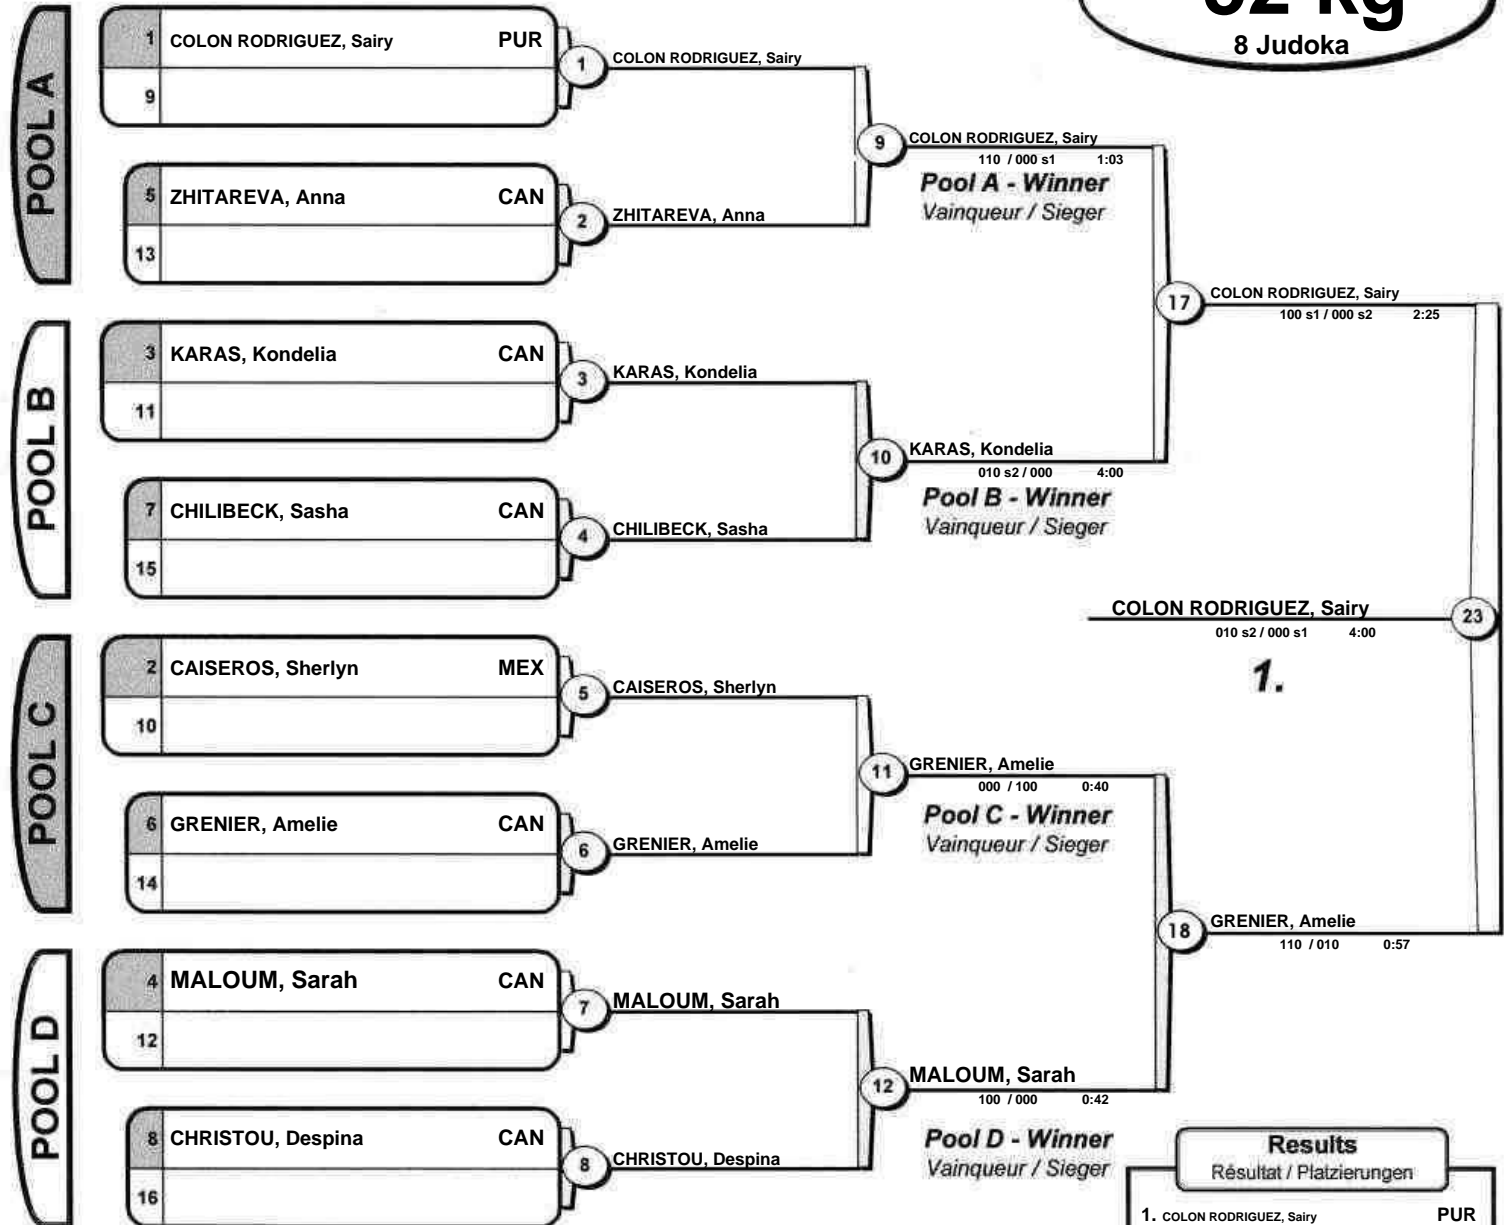 kg
8 Judoka
POOL A
1 COLON RODRIGUEZ, Sairy PUR
9
1
COLON RODRIGUEZ, Sairy
5 ZHITAREVA, Anna CAN
13
2
ZHITAREVA, Anna
9
COLON RODRIGUEZ, Sairy
110 / 000 s1 1:03
Pool A - Winner
Vainqueur / Sieger
POOL B
3 KARAS, Kondelia CAN
11
3
KARAS, Kondelia
7 CHILIBECK, Sasha CAN
15
4
CHILIBECK, Sasha
10
KARAS, Kondelia
010 s2 / 000 4:00
Pool B - Winner
Vainqueur / Sieger
17
COLON RODRIGUEZ, Sairy
100 s1 / 000 s2 2:25
COLON RODRIGUEZ, Sairy
010 s2 / 000 s1 4:00
1.
23
POOL C
2 CAISEROS, Sherlyn MEX
10
5
CAISEROS, Sherlyn
6 GRENIER, Amelie CAN
14
6
GRENIER, Amelie
11
GRENIER, Amelie
000 / 100 0:40
Pool C - Winner
Vainqueur / Sieger
18
GRENIER, Amelie
110 / 010 0:57
POOL D
4 MALOUM, Sarah CAN
12
7
MALOUM, Sarah
8 CHRISTOU, Despina CAN
16
8
CHRISTOU, Despina
12
MALOUM, Sarah
100 / 000 0:42
Pool D - Winner
Vainqueur / Sieger
Results
Résultat / Platzierungen
1. COLON RODRIGUEZ, Sairy PUR